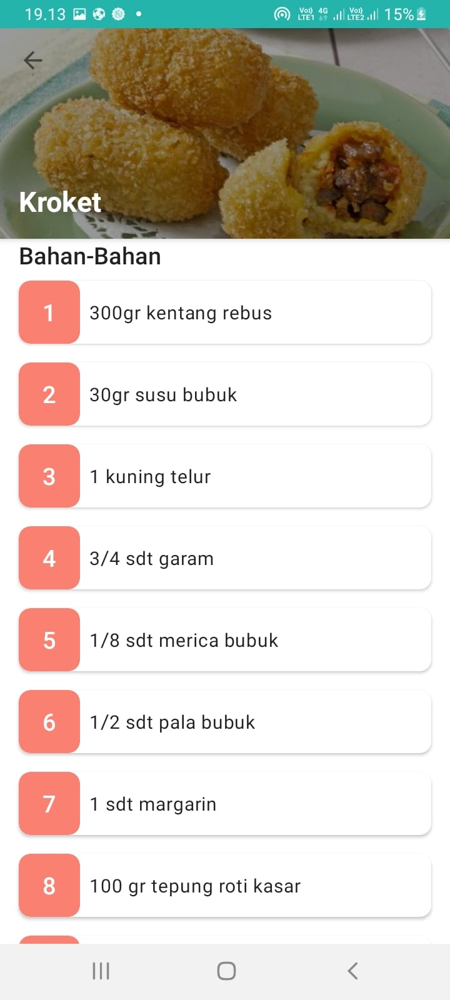 19.13 Vo)) LTE1 4G Vo)) LTE2 15%
Kroket
Bahan-Bahan
1 300gr kentang rebus
2 30gr susu bubuk
3 1 kuning telur
4 3/4 sdt garam
5 1/8 sdt merica bubuk
6 1/2 sdt pala bubuk
7 1 sdt margarin
8 100 gr tepung roti kasar